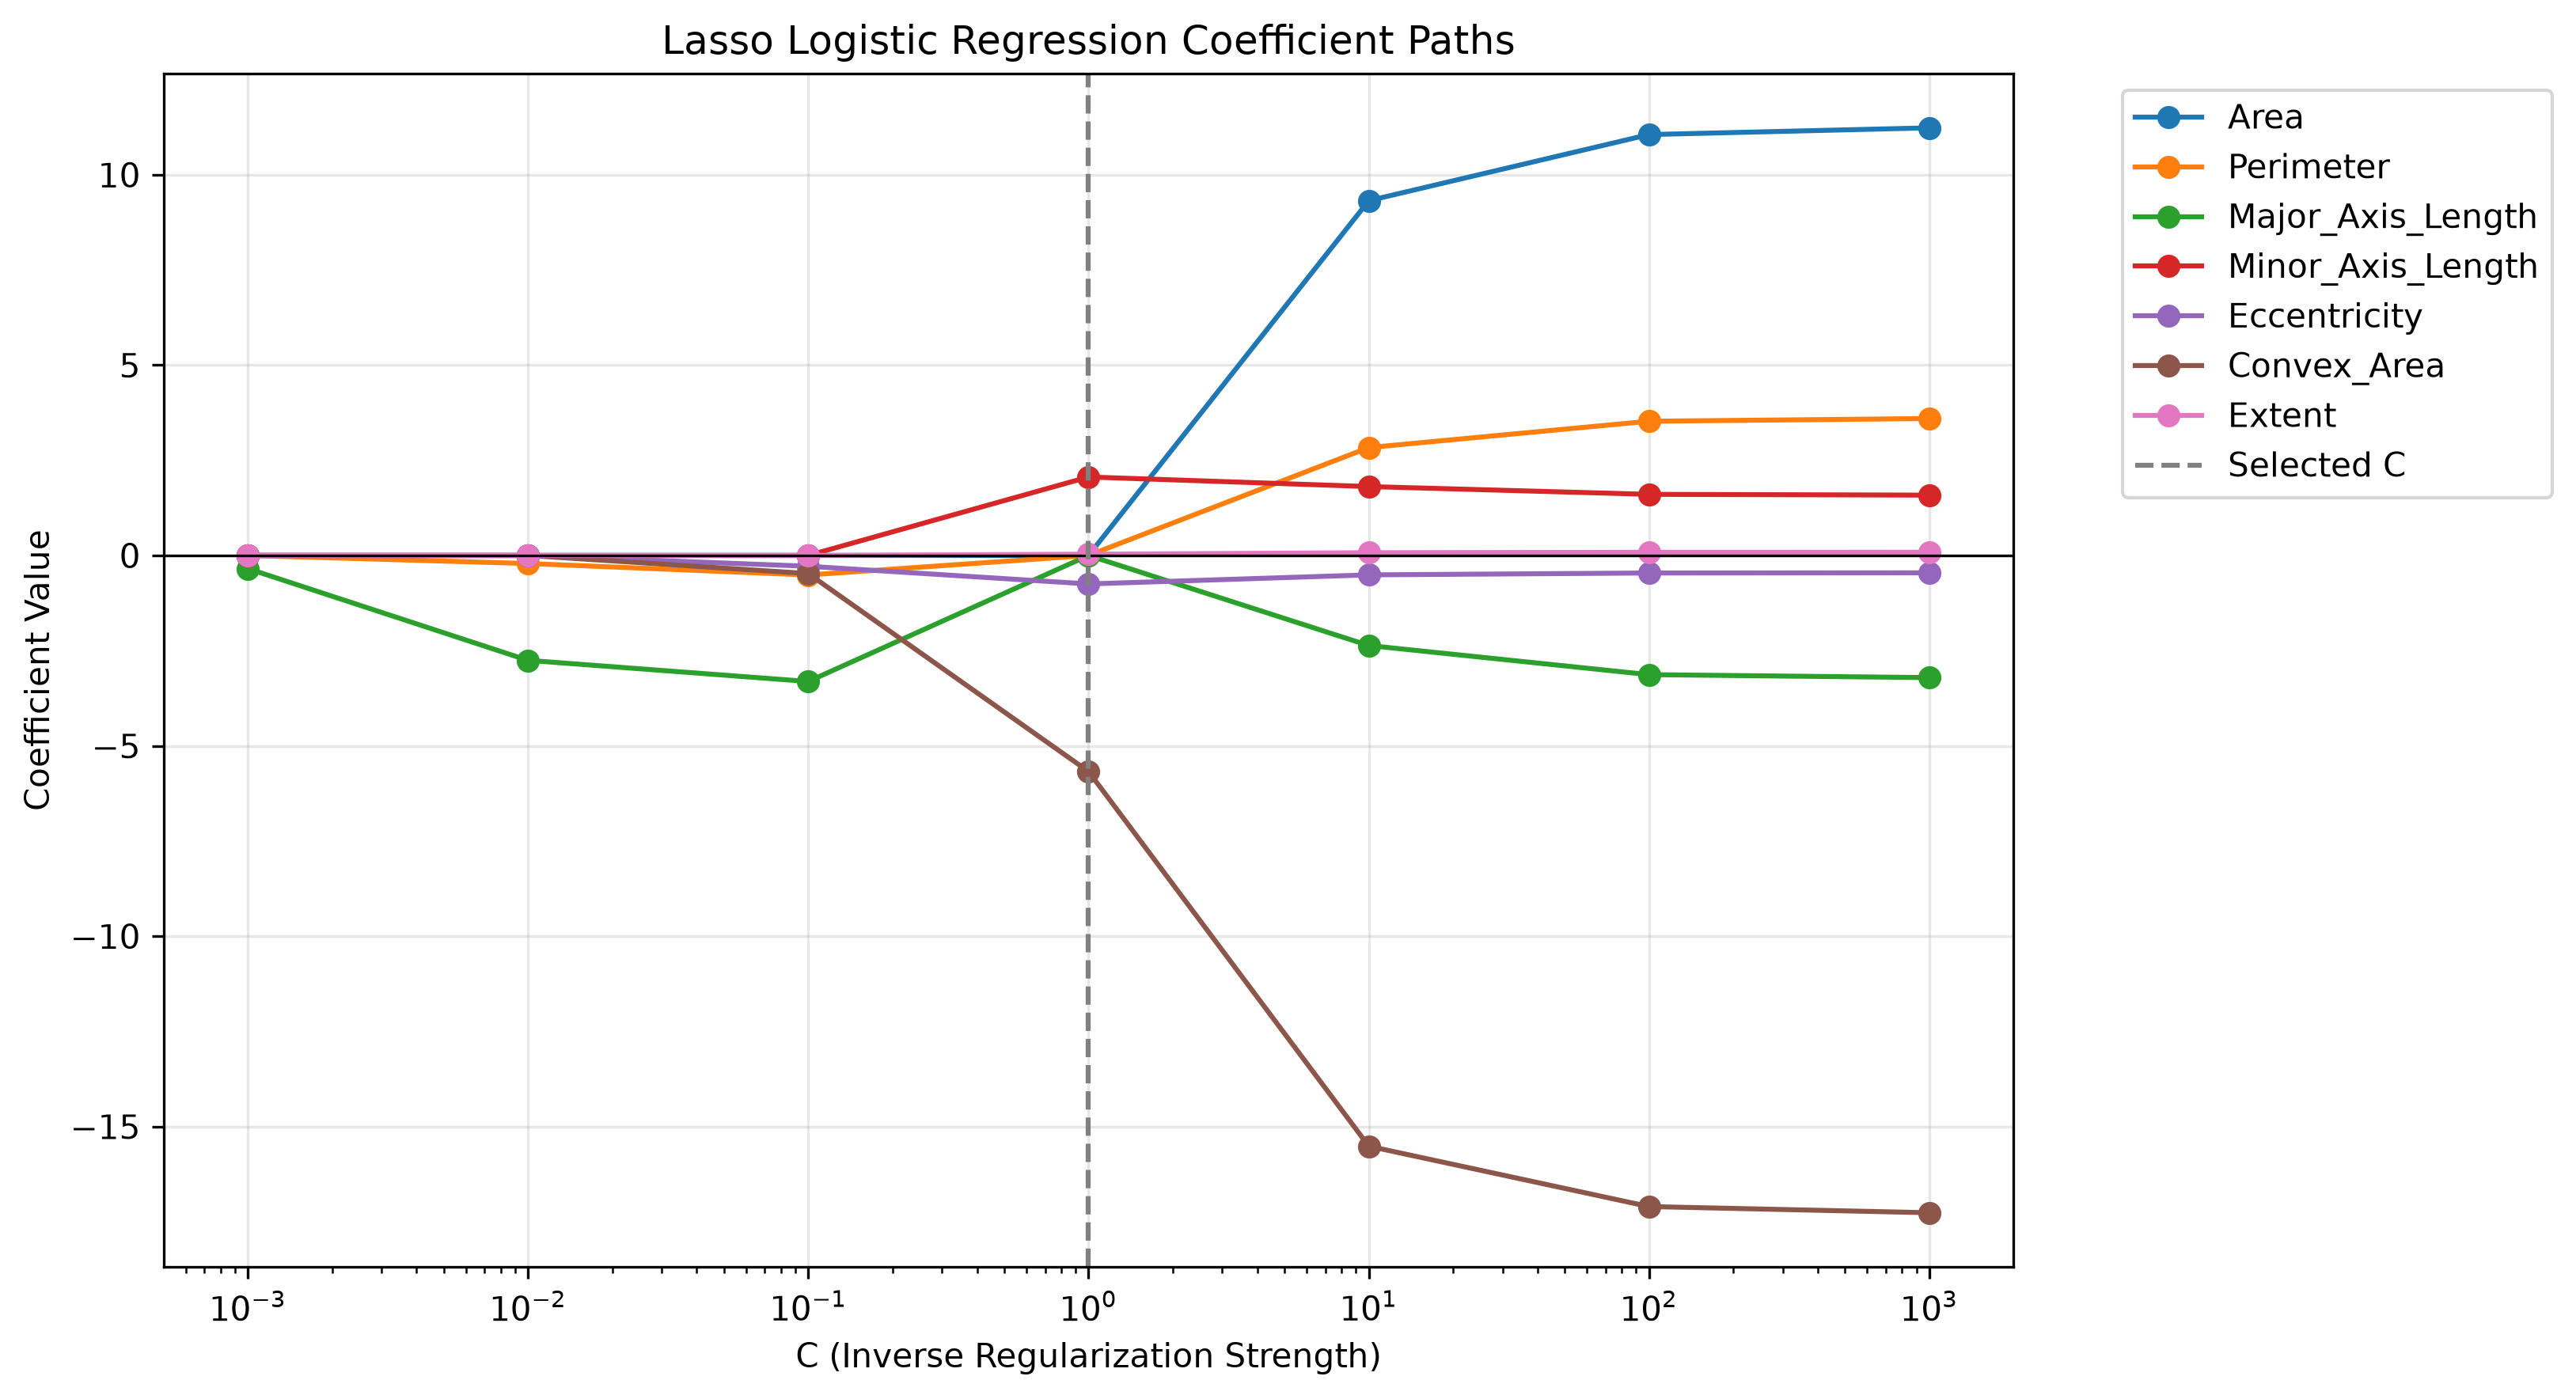 Lasso Logistic Regression Coefficient Paths
Coefficient Value
10
5
0
−5
−10
−15
10⁻³ 10⁻² 10⁻¹ 10⁰ 10¹ 10² 10³
C (Inverse Regularization Strength)
Area
Perimeter
Major_Axis_Length
Minor_Axis_Length
Eccentricity
Convex_Area
Extent
Selected C